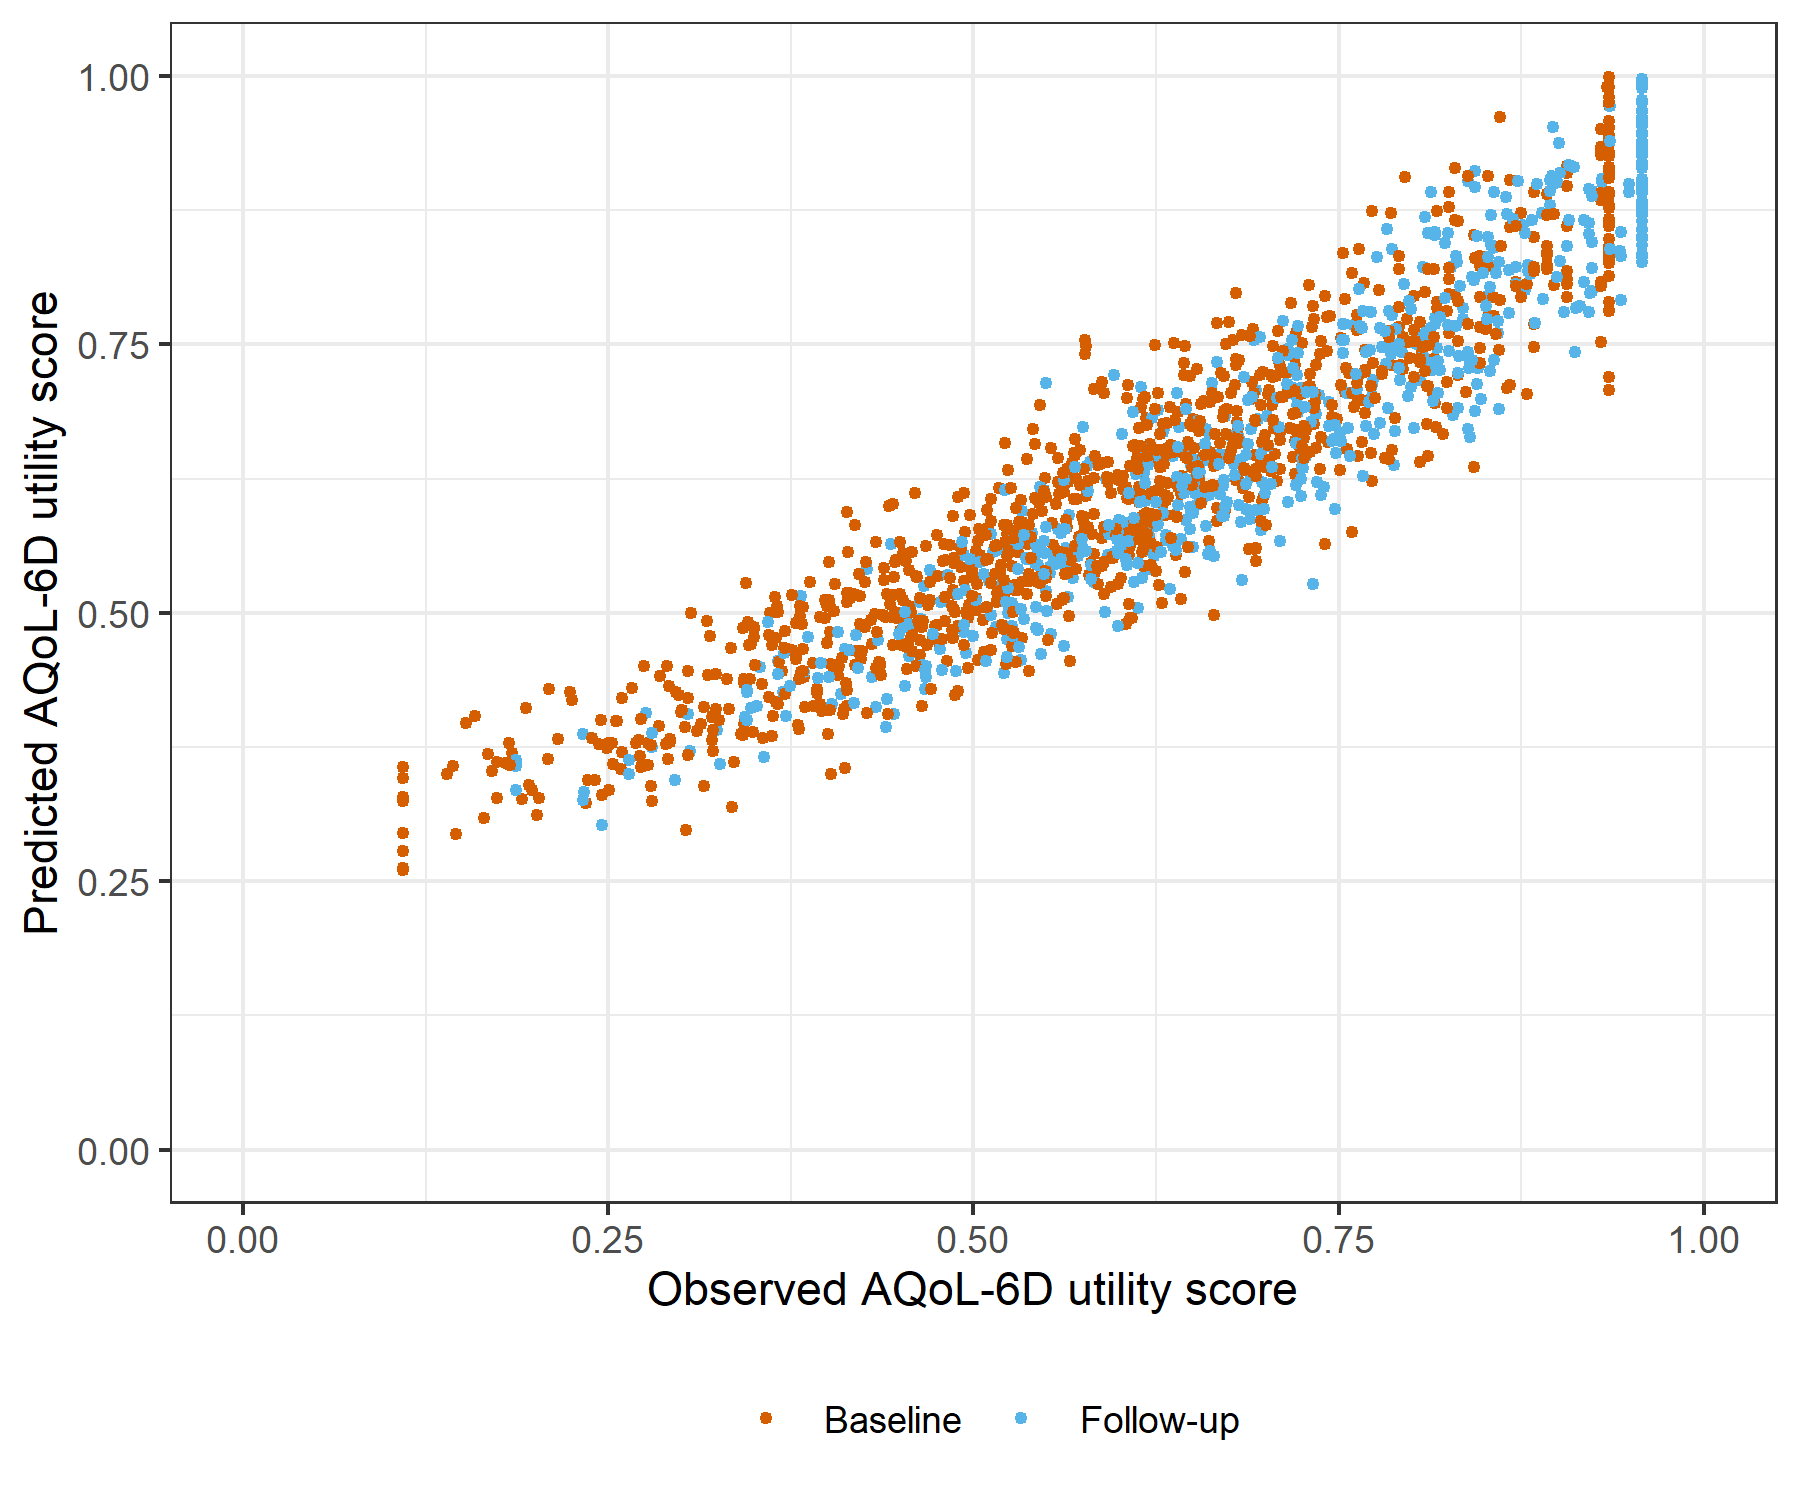 Predicted AQoL-6D utility score
1.00
0.75
0.50
0.25
0.00
0.00 0.25 0.50 0.75 1.00
Observed AQoL-6D utility score
Baseline Follow-up